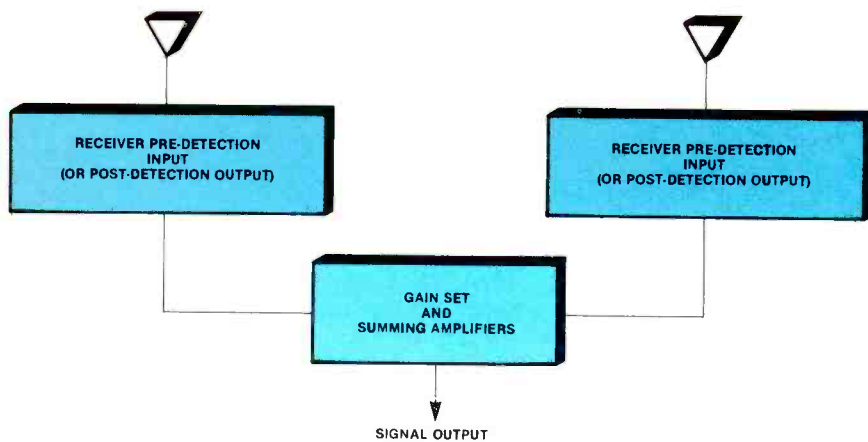 RECEIVER PRE-DETECTION
INPUT
(OR POST-DETECTION OUTPUT)
RECEIVER PRE-DETECTION
INPUT
(OR POST-DETECTION OUTPUT)
GAIN SET
AND
SUMMING AMPLIFIERS
SIGNAL OUTPUT